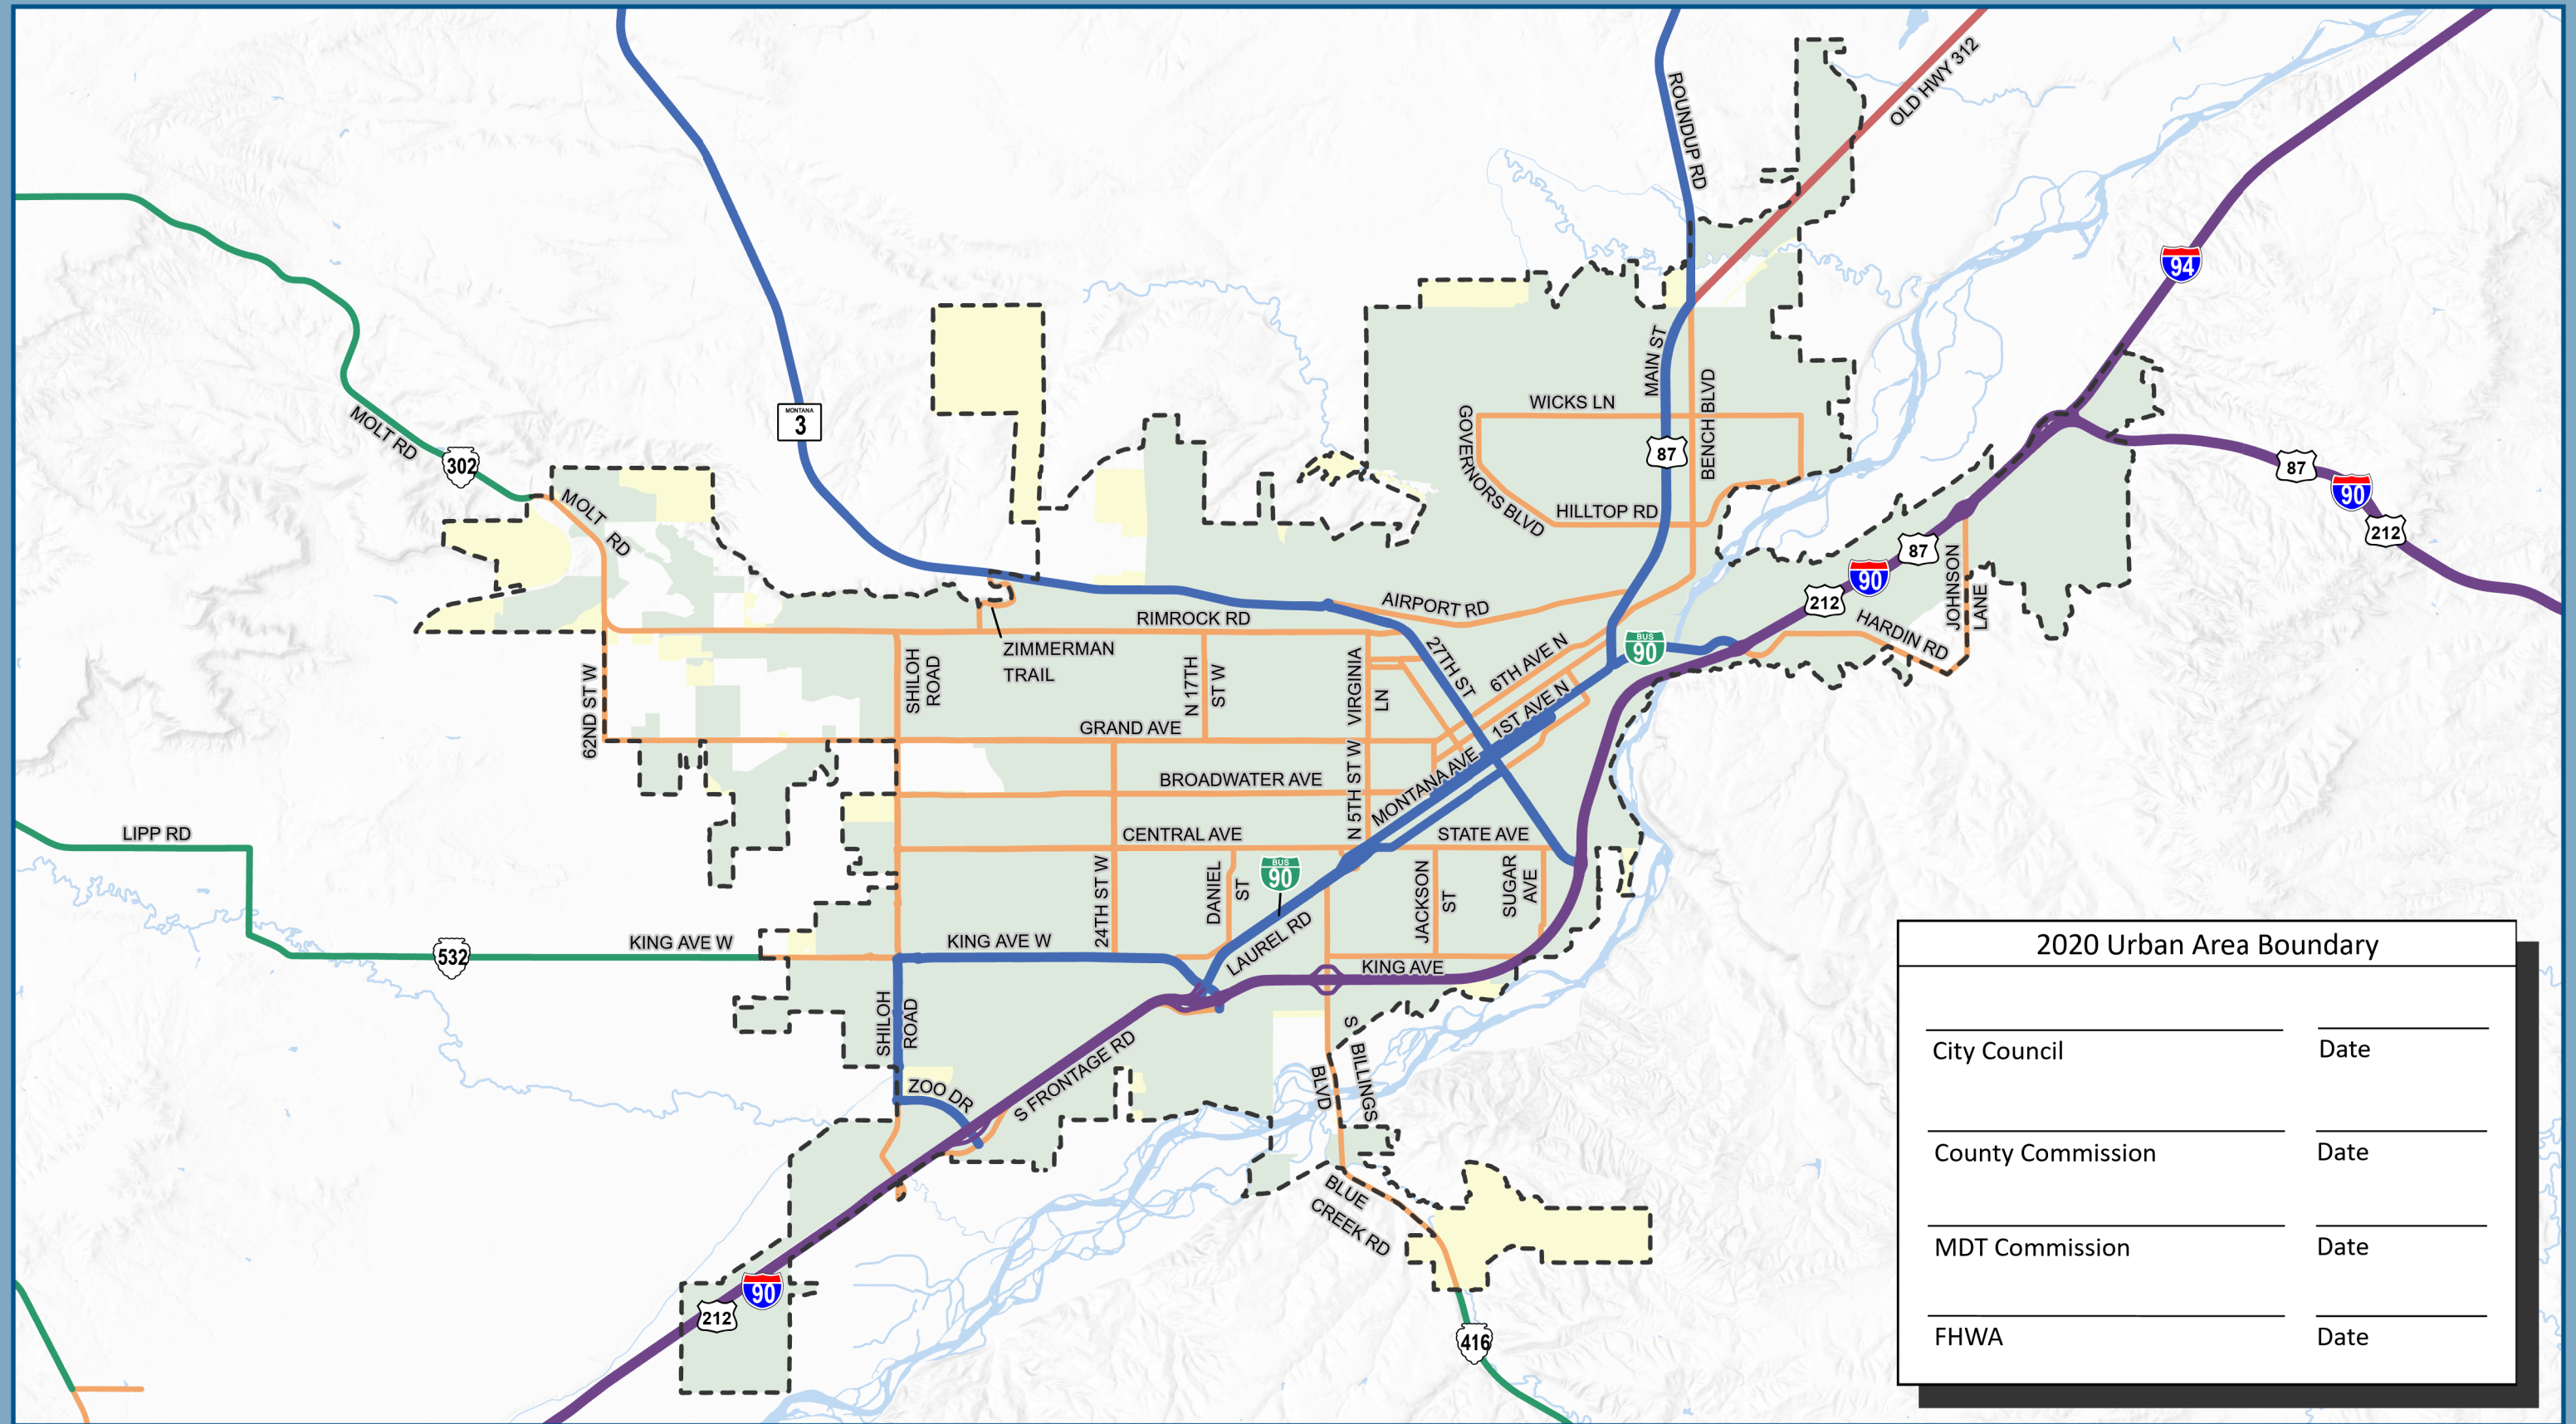 ROUNDUP RD
OLD HWY 312
94
MAIN ST
MONTANA
3
WICKS LN
BENCH BLVD
MOLT RD
302
GOVERNORS BLVD
87
87
90
212
MOLT
RD
HILLTOP RD
87
90
212
JOHNSON
LANE
AIRPORT RD
RIMROCK RD
HARDIN RD
ZIMMERMAN
TRAIL
BUS
90
27TH ST
6TH AVE N
62ND ST W
SHILOH
ROAD
N 17TH
ST W
VIRGINIA
LN
1ST AVE N
GRAND AVE
MONTANA AVE
BROADWATER AVE
N 5TH ST W
LIPP RD
CENTRAL AVE
STATE AVE
BUS
90
24TH ST W
DANIEL
ST
JACKSON
ST
SUGAR
AVE
532
KING AVE W
KING AVE W
LAUREL RD
KING AVE
SHILOH
ROAD
S BILLINGS
BLVD
ZOO DR
S FRONTAGE RD
BLUE
CREEK RD
90
212
416
2020 Urban Area Boundary
City Council
Date
County Commission
Date
MDT Commission
Date
FHWA
Date